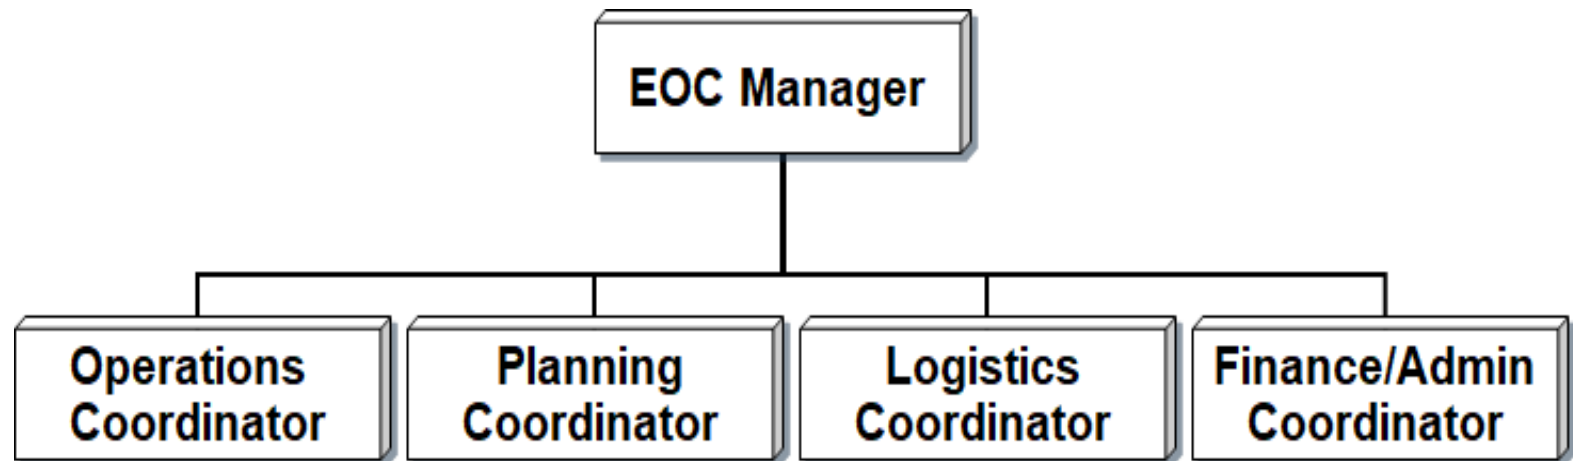 EOC Manager
Operations
Coordinator
Planning
Coordinator
Logistics
Coordinator
Finance/Admin
Coordinator